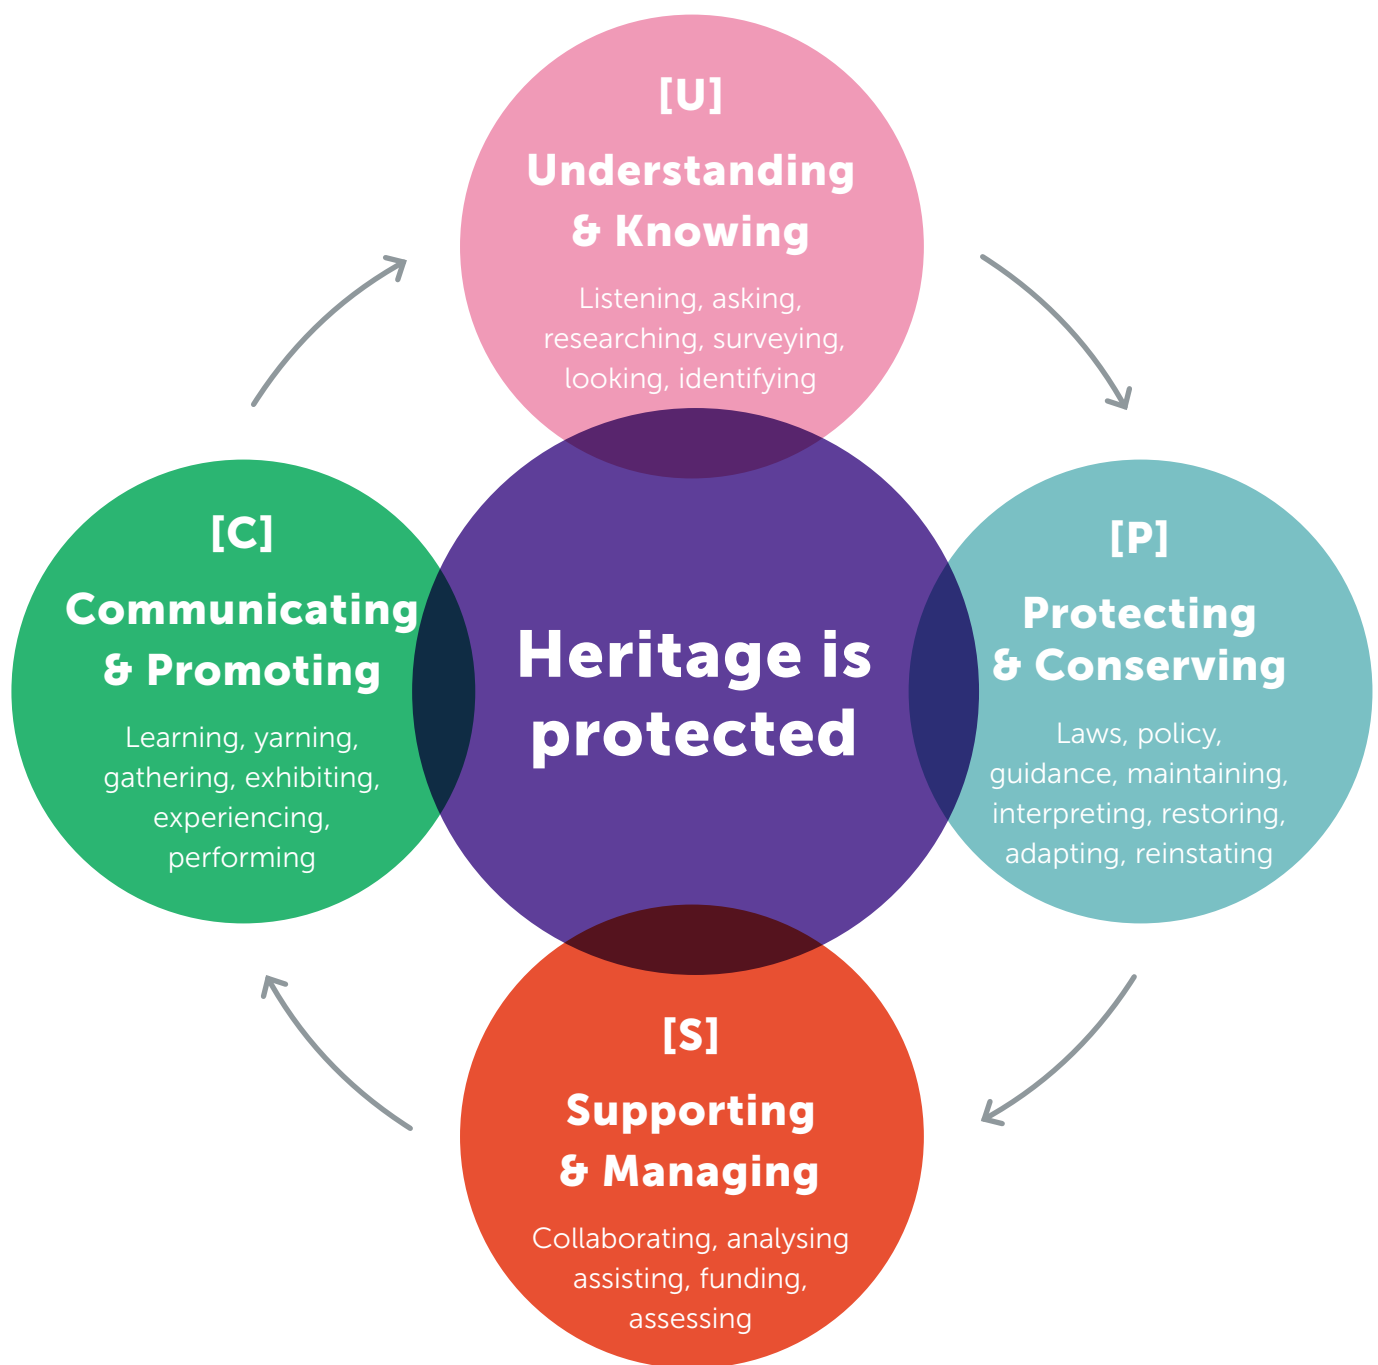 [U]
Understanding
& Knowing
Listening, asking,
researching, surveying,
looking, identifying
[C]
Communicating
& Promoting
Learning, yarning,
gathering, exhibiting,
experiencing,
performing
Heritage is
protected
[P]
Protecting
& Conserving
Laws, policy,
guidance, maintaining,
interpreting, restoring,
adapting, reinstating
[S]
Supporting
& Managing
Collaborating, analysing
assisting, funding,
assessing